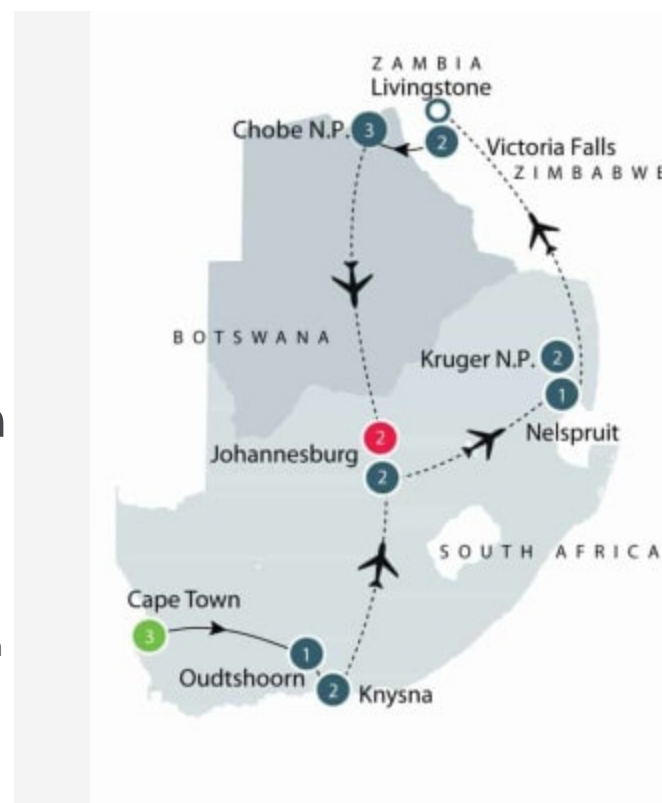 ZAMBIA
Livingstone
Chobe N.P. 3
2 Victoria Falls
ZIMBABWE
BOTSWANA
Kruger N.P. 2
1
Nelspruit
2
Johannesburg
2
SOUTH AFRICA
Cape Town
3
1
Oudtshoorn
2 Knysna